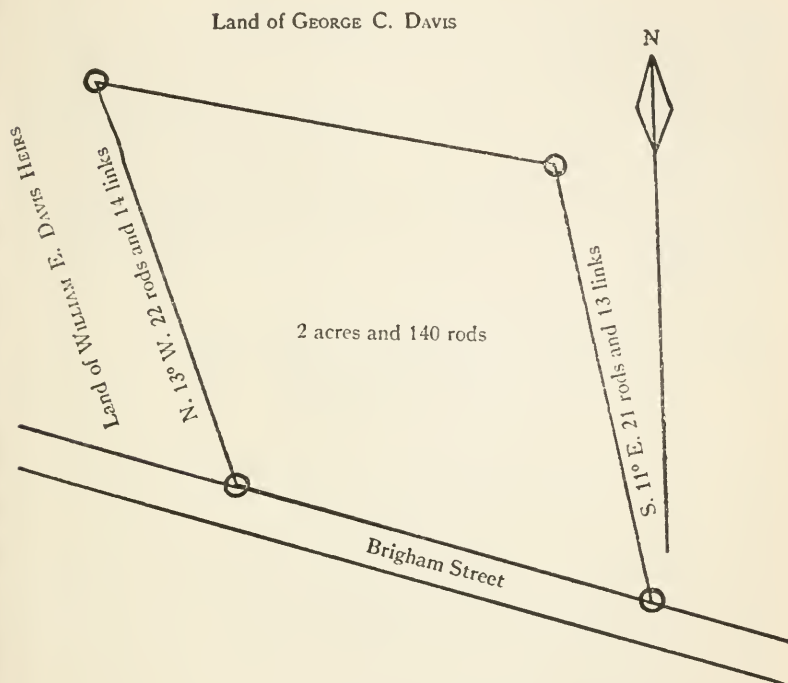 Land of GEORGE C. DAVIS
N
Land of WILLIAM E. DAVIS HEIRS
N. 13° W. 22 rods and 14 links
2 acres and 140 rods
S. 11° E. 21 rods and 13 links
Brigham Street